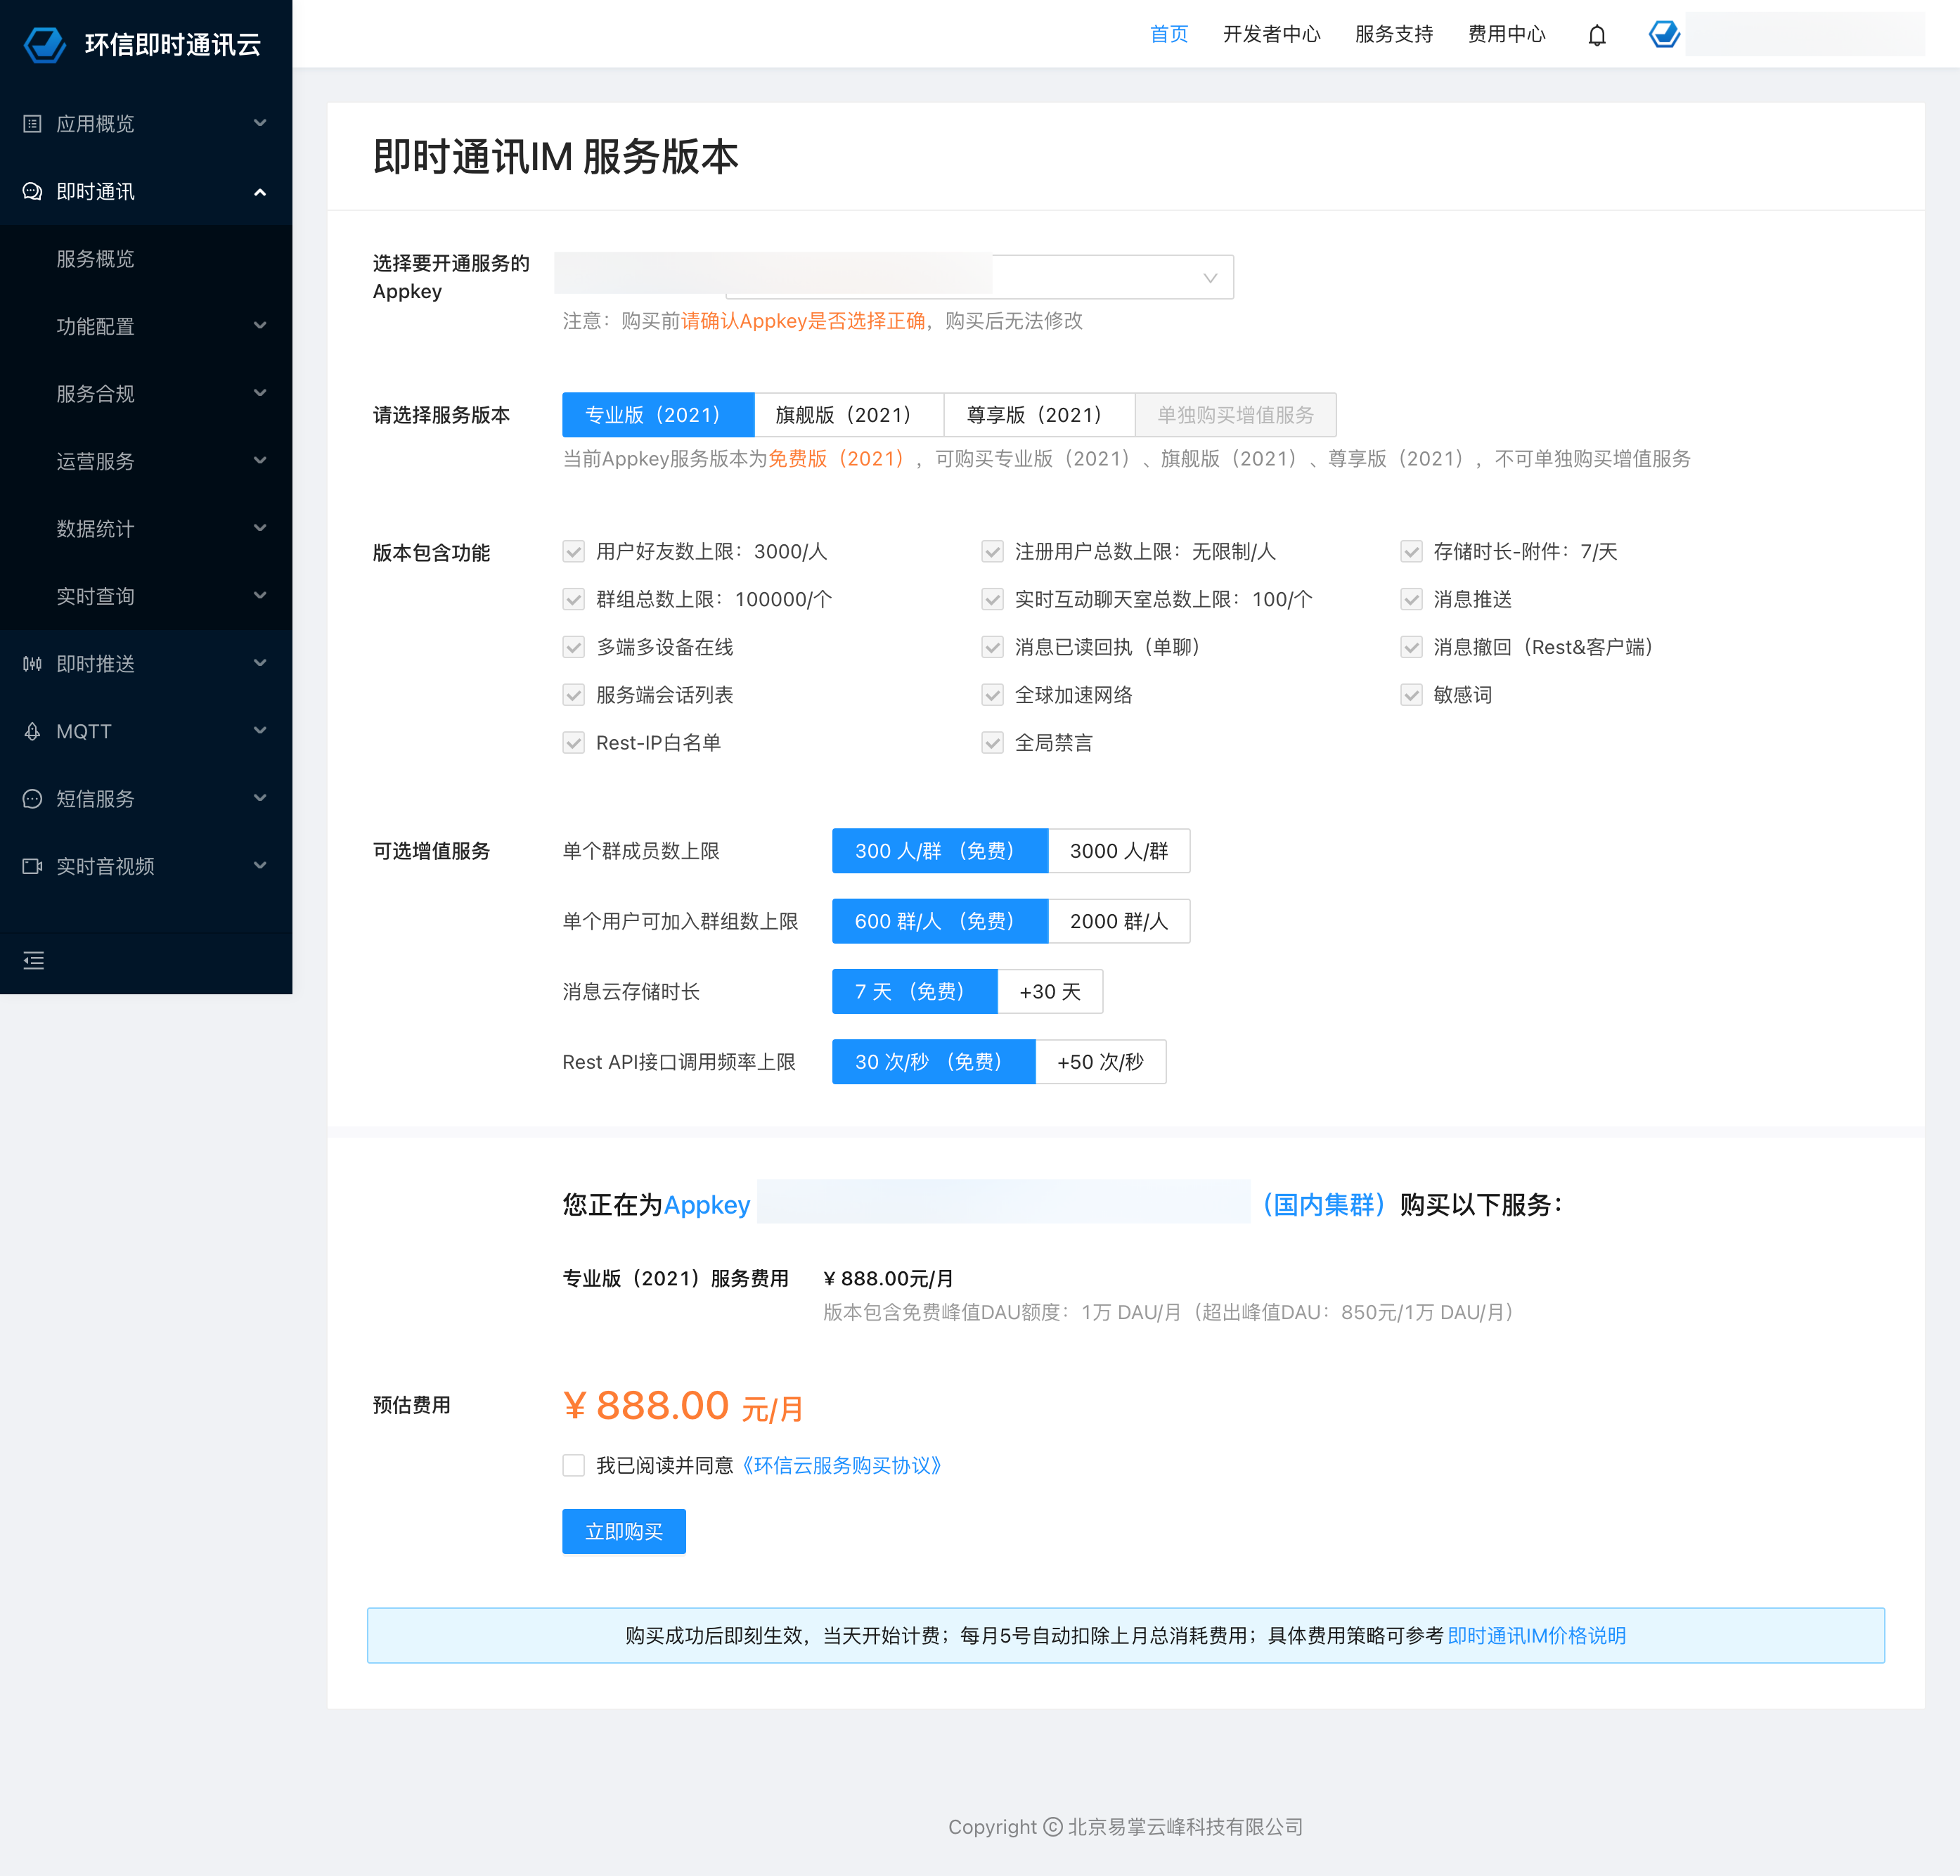 环信即时通讯云
首页 开发者中心 服务支持 费用中心
应用概览
即时通讯
服务概览
功能配置
服务合规
运营服务
数据统计
实时查询
即时推送
MQTT
短信服务
实时音视频
即时通讯IM 服务版本
选择要开通服务的
Appkey
注意：购买前请确认Appkey是否选择正确，购买后无法修改
请选择服务版本 专业版（2021） 旗舰版（2021） 尊享版（2021） 单独购买增值服务
当前Appkey服务版本为免费版（2021），可购买专业版（2021）、旗舰版（2021）、尊享版（2021），不可单独购买增值服务
版本包含功能 用户好友数上限：3000/人 注册用户总数上限：无限制/人 存储时长-附件：7/天
群组总数上限：100000/个 实时互动聊天室总数上限：100/个 消息推送
多端多设备在线 消息已读回执（单聊） 消息撤回（Rest&客户端）
服务端会话列表 全球加速网络 敏感词
Rest-IP白名单 全局禁言
可选增值服务 单个群成员数上限 300 人/群 （免费） 3000 人/群
单个用户可加入群组数上限 600 群/人 （免费） 2000 群/人
消息云存储时长 7 天 （免费） +30 天
Rest API接口调用频率上限 30 次/秒 （免费） +50 次/秒
您正在为Appkey （国内集群）购买以下服务：
专业版（2021）服务费用 ¥ 888.00元/月
版本包含免费峰值DAU额度：1万 DAU/月（超出峰值DAU：850元/1万 DAU/月）
预估费用 ¥ 888.00 元/月
我已阅读并同意《环信云服务购买协议》
立即购买
购买成功后即刻生效，当天开始计费；每月5号自动扣除上月总消耗费用；具体费用策略可参考即时通讯IM价格说明
Copyright © 北京易掌云峰科技有限公司